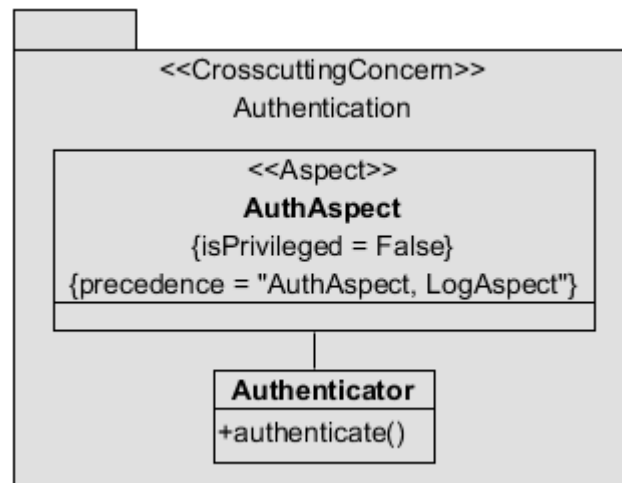 <<CrosscuttingConcern>>
Authentication
<<Aspect>>
AuthAspect
{isPrivileged = False}
{precedence = "AuthAspect, LogAspect"}
Authenticator
+authenticate()